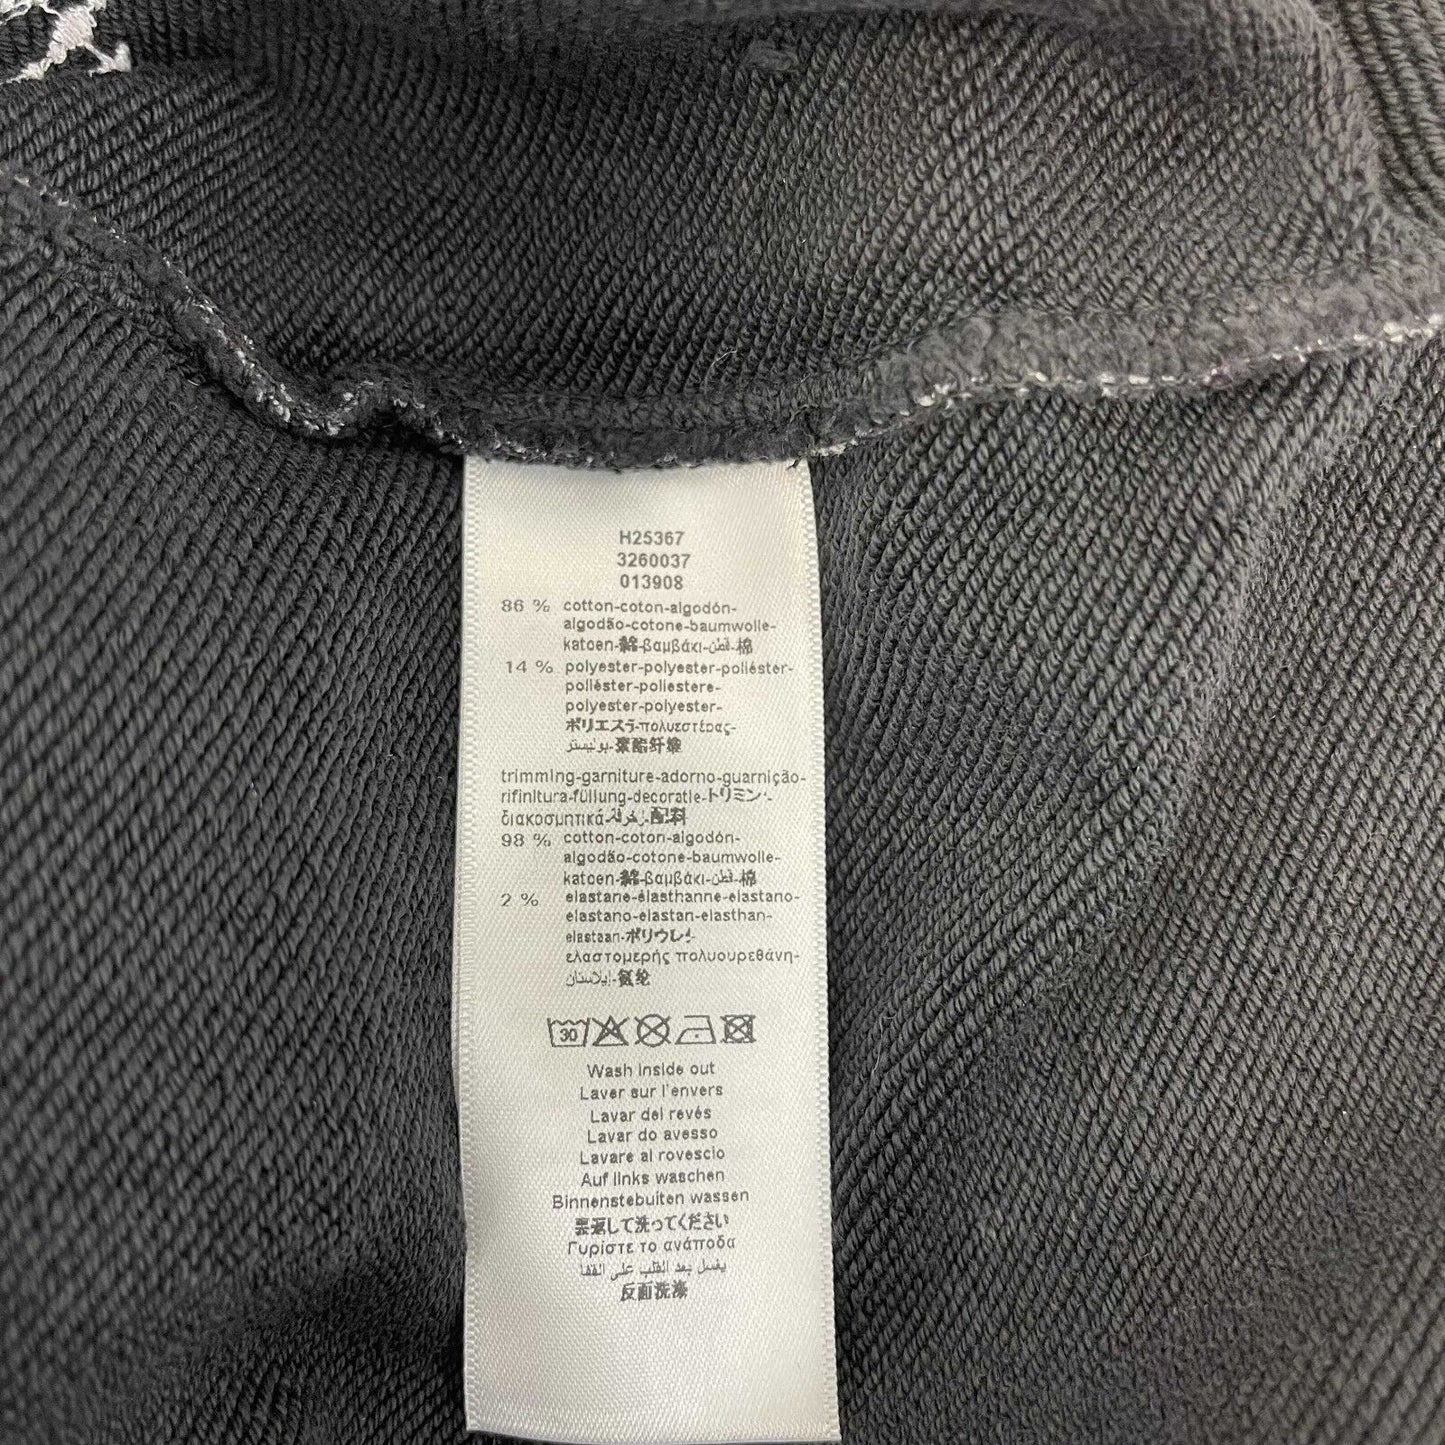 H25367
3260037
013908
86 % cotton-coton-algodón-
algodão-cotone-baumwolle-
katoen-綿-βαμβάκι-قطن-棉
14 % polyester-polyester-poliéster-
poliéster-poliestere-
polyester-polyester-
ポリエステ-πολυεστέρας-
بوليستر-聚酯纤维
trimming-garniture-adorno-guarnição-
rifinitura-füllung-decoratie-トリミン-
διακοσμητικά-زخرفة-配料
98 % cotton-coton-algodón-
algodão-cotone-baumwolle-
katoen-綿-βαμβάκι-قطن-棉
2 % elastane-élasthanne-elastano-
elastano-elastan-elasthan-
elastaan-ポリウレ-
ελαστομερής πολυουρεθάνη-
إيلاستان-氨纶
30
Wash inside out
Laver sur l'envers
Lavar del revés
Lavar do avesso
Lavare al rovescio
Auf links waschen
Binnenstebuiten wassen
裏返して洗ってください
Γυρίστε το ανάποδα
يغسل بعد القلب على القفا
反面洗涤